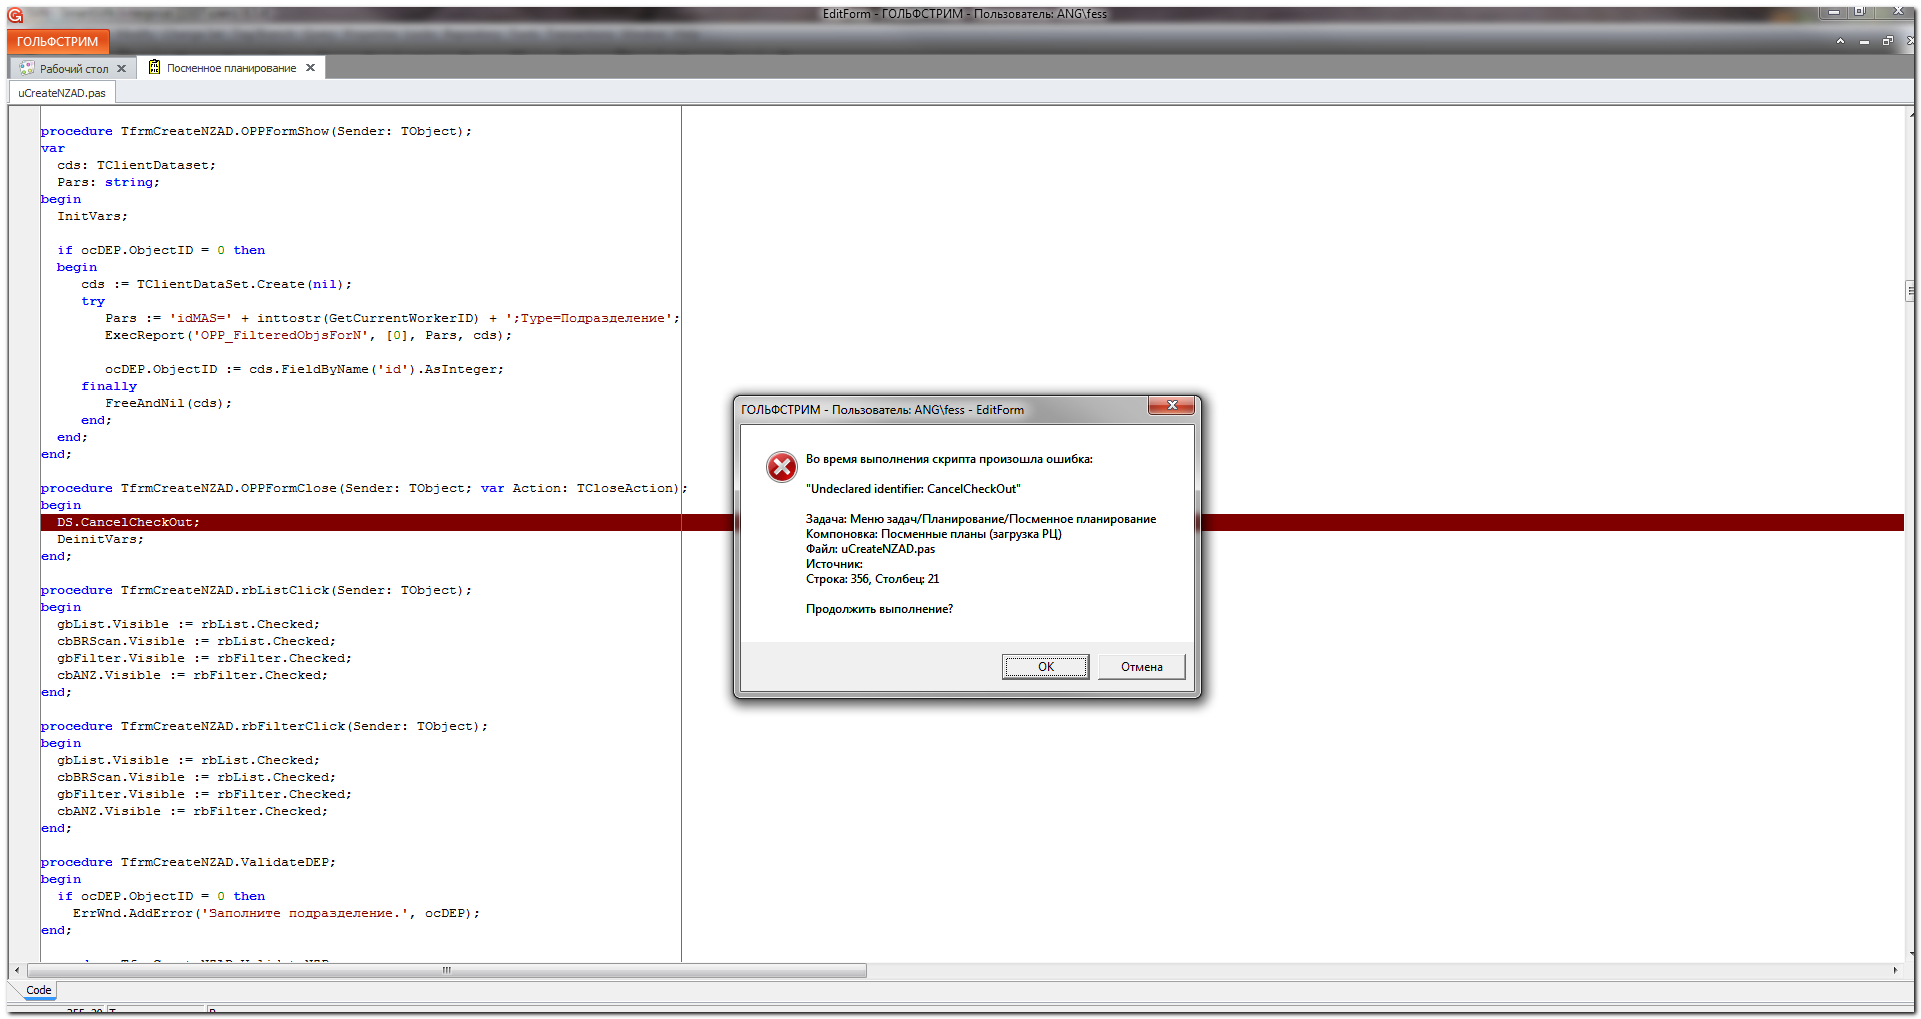 EditForm - ГОЛЬФСТРИМ - Пользователь: ANG\fess
ГОЛЬФСТРИМ
Рабочий стол
Посменное планирование
uCreateNZAD.pas
procedure TfrmCreateNZAD.OPPFormShow(Sender: TObject);
var
cds: TClientDataset;
Pars: string;
begin
InitVars;
if ocDEP.ObjectID = 0 then
begin
cds := TClientDataSet.Create(nil);
try
Pars := 'idMAS=' + inttostr(GetCurrentWorkerID) + ';Type=Подразделение';
ExecReport('OPP_FilteredObjsForN', [0], Pars, cds);
ocDEP.ObjectID := cds.FieldByName('id').AsInteger;
finally
FreeAndNil(cds);
end;
end;
end;
procedure TfrmCreateNZAD.OPPFormClose(Sender: TObject; var Action: TCloseAction);
begin
DS.CancelCheckOut;
DeinitVars;
end;
procedure TfrmCreateNZAD.rbListClick(Sender: TObject);
begin
gbList.Visible := rbList.Checked;
cbBRScan.Visible := rbList.Checked;
gbFilter.Visible := rbFilter.Checked;
cbANZ.Visible := rbFilter.Checked;
end;
procedure TfrmCreateNZAD.rbFilterClick(Sender: TObject);
begin
gbList.Visible := rbList.Checked;
cbBRScan.Visible := rbList.Checked;
gbFilter.Visible := rbFilter.Checked;
cbANZ.Visible := rbFilter.Checked;
end;
procedure TfrmCreateNZAD.ValidateDEP;
begin
if ocDEP.ObjectID = 0 then
ErrWnd.AddError('Заполните подразделение.', ocDEP);
end;
Code
ГОЛЬФСТРИМ - Пользователь: ANG\fess - EditForm
Во время выполнения скрипта произошла ошибка:
"Undeclared identifier: CancelCheckOut"
Задача: Меню задач/Планирование/Посменное планирование
Компоновка: Посменные планы (загрузка РЦ)
Файл: uCreateNZAD.pas
Источник:
Строка: 356, Столбец: 21
Продолжить выполнение?
OK
Отмена